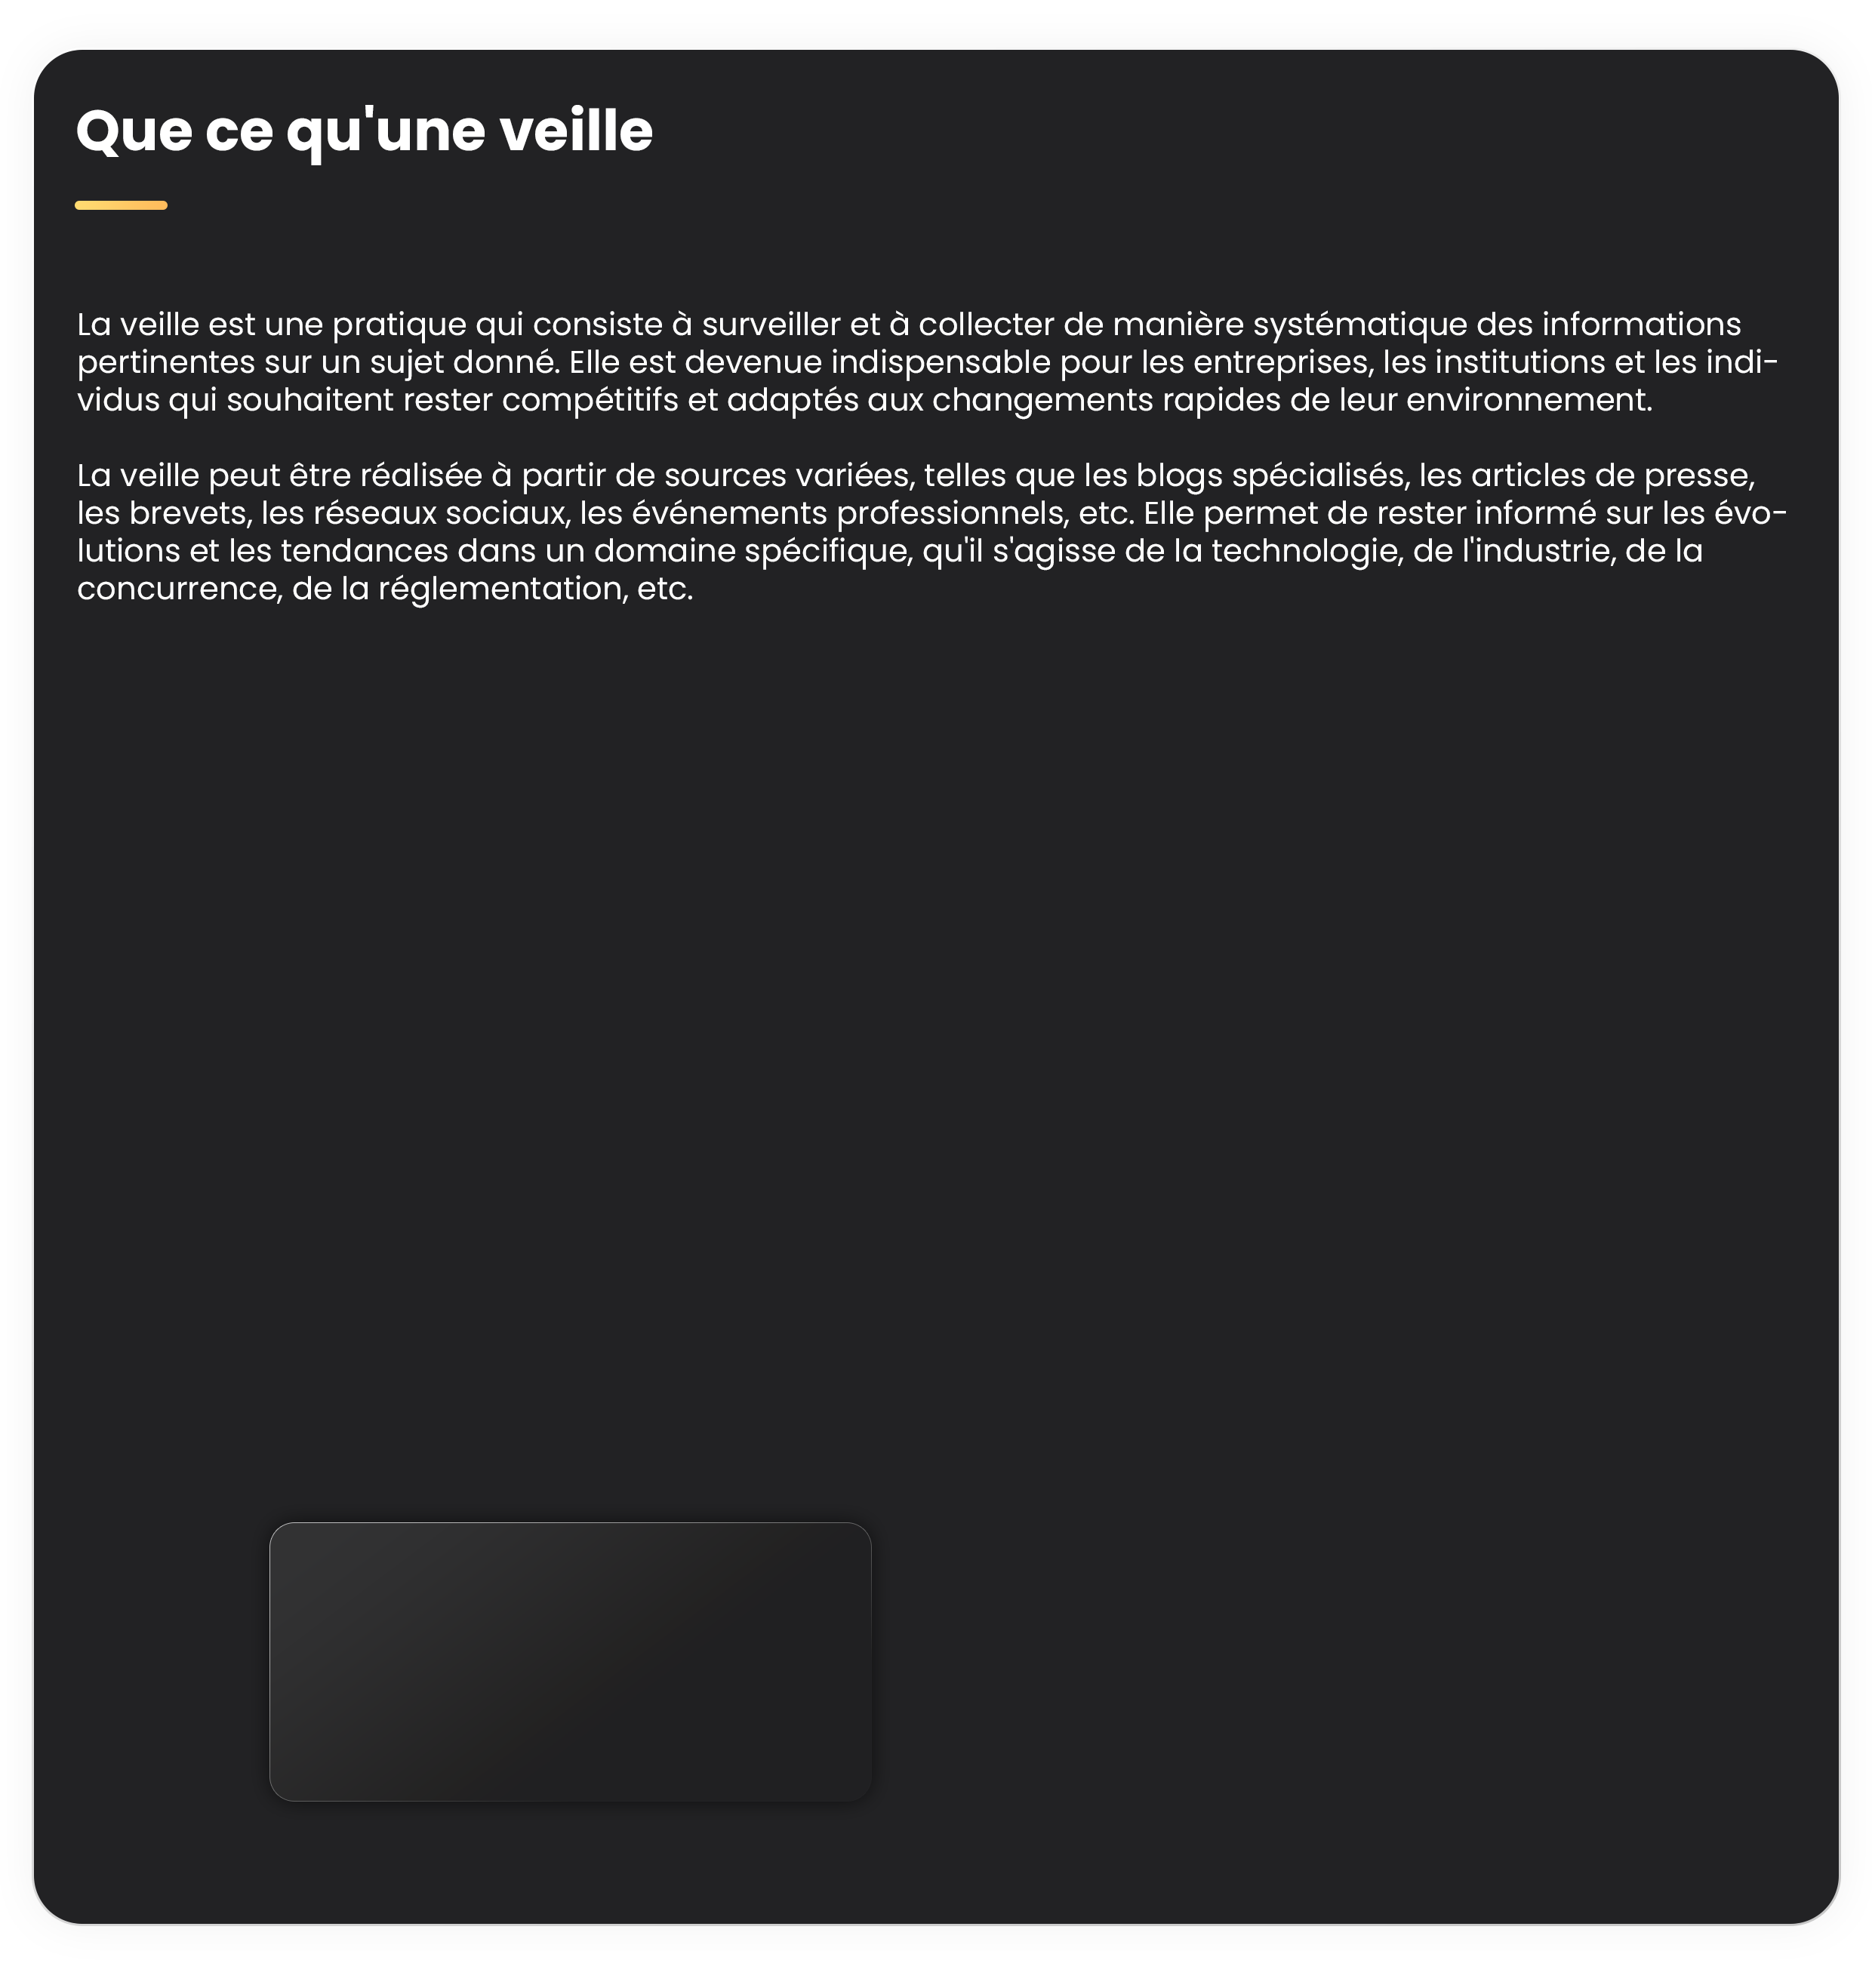 Que ce qu'une veille
La veille est une pratique qui consiste à surveiller et à collecter de manière systématique des informations
pertinentes sur un sujet donné. Elle est devenue indispensable pour les entreprises, les institutions et les indi-
vidus qui souhaitent rester compétitifs et adaptés aux changements rapides de leur environnement.
La veille peut être réalisée à partir de sources variées, telles que les blogs spécialisés, les articles de presse,
les brevets, les réseaux sociaux, les événements professionnels, etc. Elle permet de rester informé sur les évo-
lutions et les tendances dans un domaine spécifique, qu'il s'agisse de la technologie, de l'industrie, de la
concurrence, de la réglementation, etc.